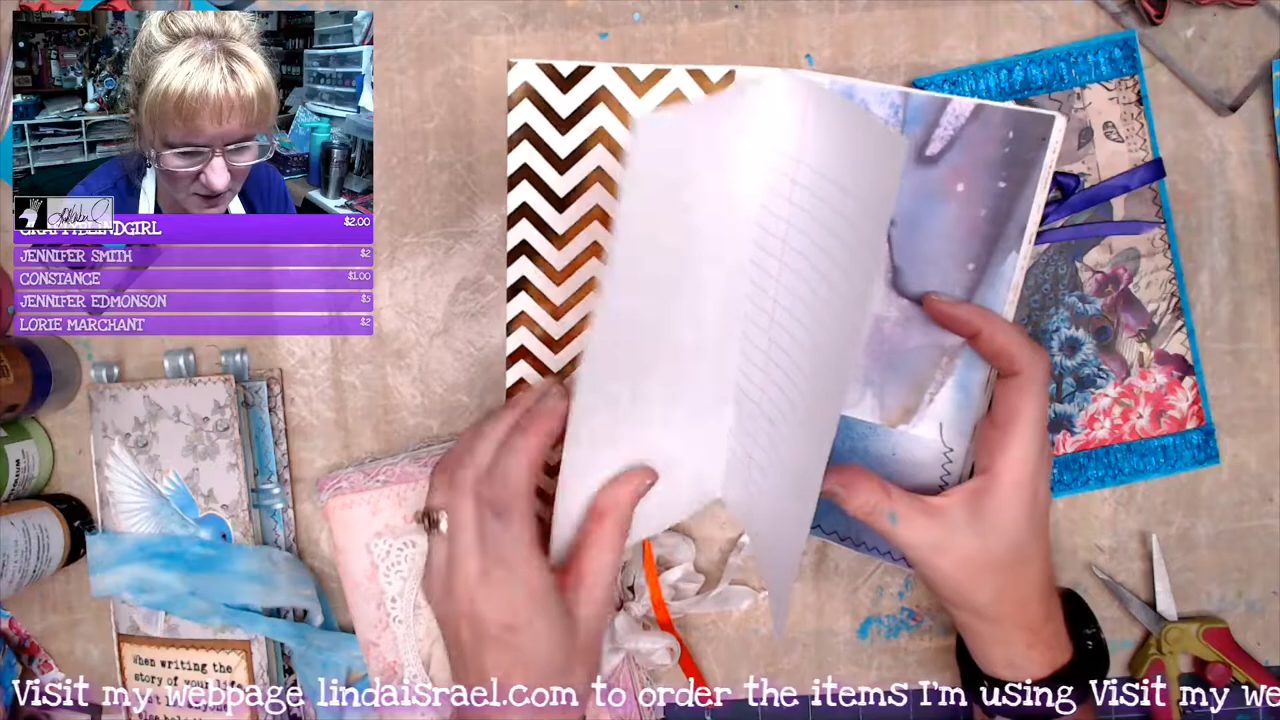 $2.00
JENNIFER SMITH $2
CONSTANCE $1.00
JENNIFER EDMONSON $5
LORIE MARCHANT $2
When writing the
story of your life
Visit my webpage lindaisrael.com to order the items I'm using Visit my we